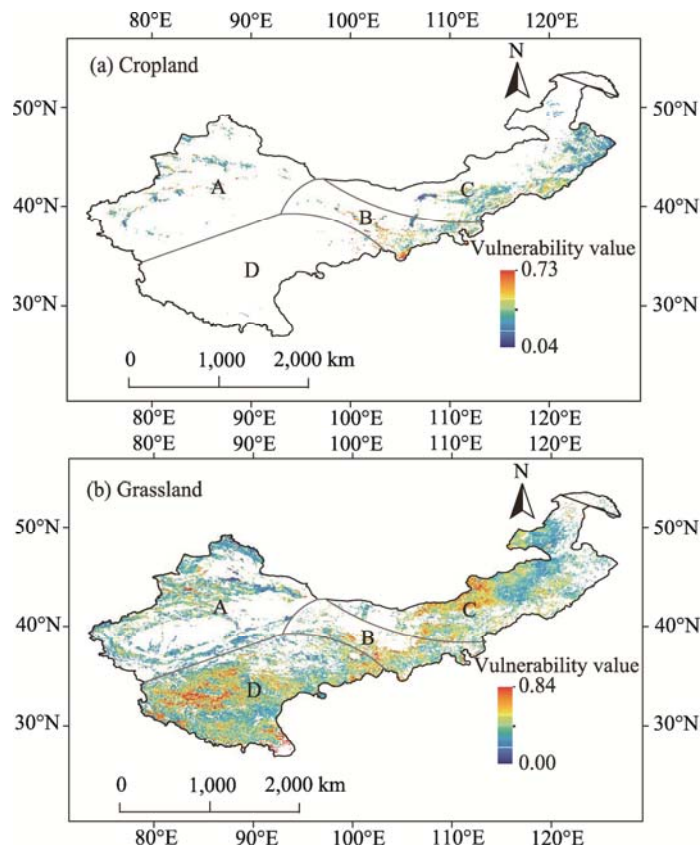 80°E 90°E 100°E 110°E 120°E
(a) Cropland
N
50°N 50°N
A
C
40°N 40°N
B
Vulnerability value
D
0.73
30°N 30°N
0.04
0 1,000 2,000 km
80°E 90°E 100°E 110°E 120°E
80°E 90°E 100°E 110°E 120°E
(b) Grassland
N
50°N 50°N
A
C
40°N 40°N
B
Vulnerability value
D
0.84
30°N 30°N
0.00
0 1,000 2,000 km
80°E 90°E 100°E 110°E 120°E